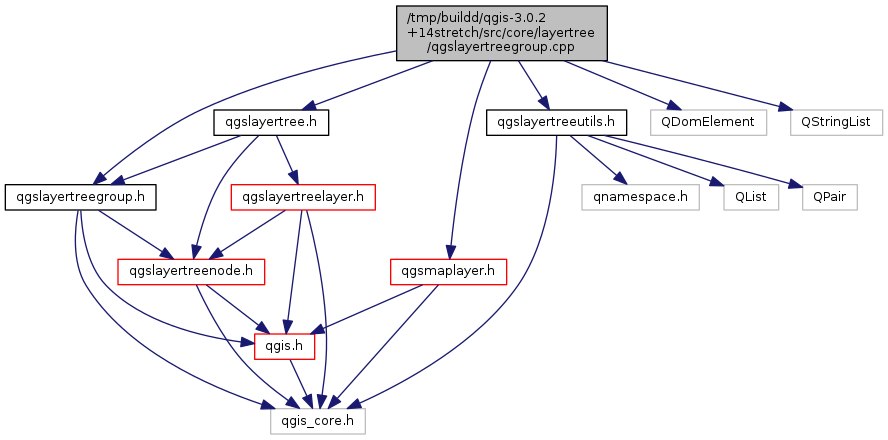 /tmp/buildd/qgis-3.0.2
+14stretch/src/core/layertree
/qgslayertreegroup.cpp
qgslayertree.h
qgslayertreeutils.h
QDomElement
QStringList
qgslayertreegroup.h
qgslayertreelayer.h
qnamespace.h
QList
QPair
qgslayertreenode.h
qgsmaplayer.h
qgis.h
qgis_core.h